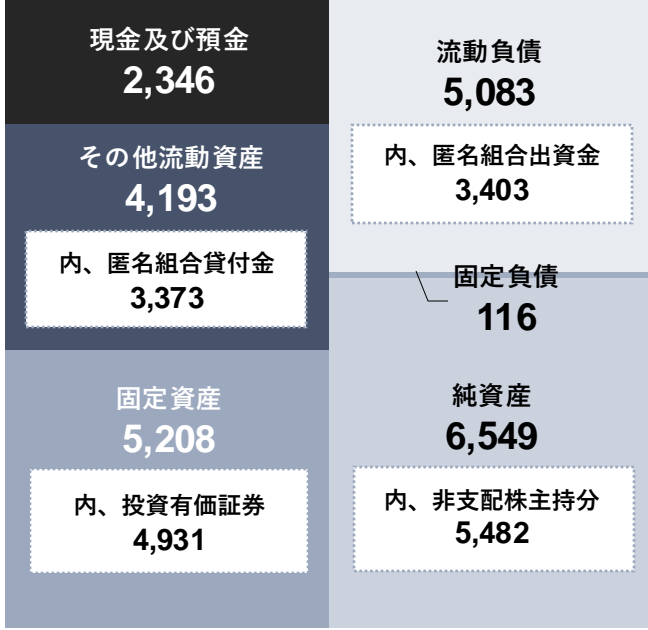 現金及び預金
2,346
その他流動資産
4,193
内、匿名組合貸付金
3,373
固定資産
5,208
内、投資有価証券
4,931
流動負債
5,083
内、匿名組合出資金
3,403
固定負債
116
純資産
6,549
内、非支配株主持分
5,482